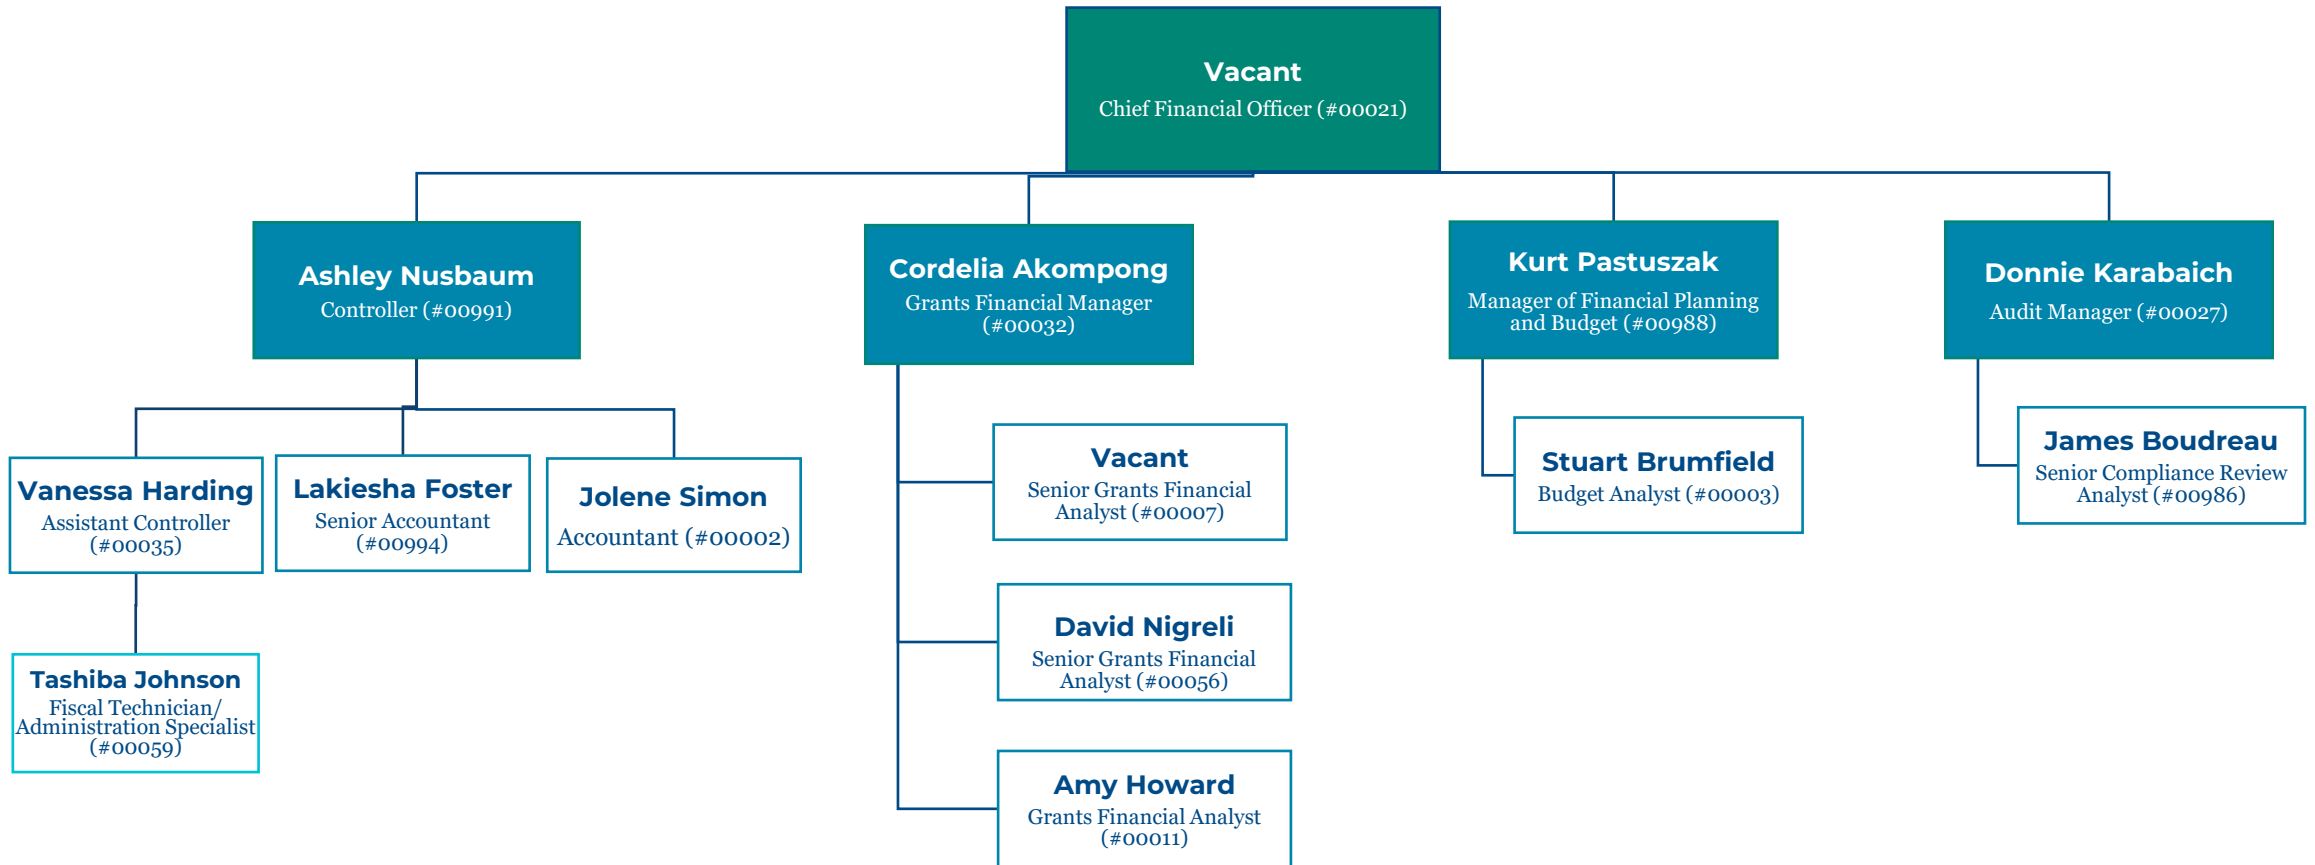 Vacant
Chief Financial Officer (#00021)
Ashley Nusbaum
Controller (#00991)
Cordelia Akompong
Grants Financial Manager
(#00032)
Kurt Pastuszak
Manager of Financial Planning
and Budget (#00988)
Donnie Karabaich
Audit Manager (#00027)
Vanessa Harding
Assistant Controller
(#00035)
Lakiesha Foster
Senior Accountant
(#00994)
Jolene Simon
Accountant (#00002)
Vacant
Senior Grants Financial
Analyst (#00007)
Stuart Brumfield
Budget Analyst (#00003)
James Boudreau
Senior Compliance Review
Analyst (#00986)
David Nigreli
Senior Grants Financial
Analyst (#00056)
Tashiba Johnson
Fiscal Technician/
Administration Specialist
(#00059)
Amy Howard
Grants Financial Analyst
(#00011)